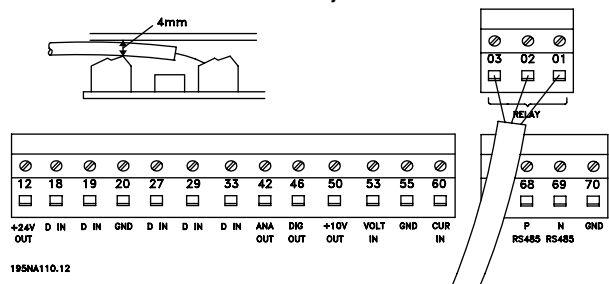 4mm
03 02 01
RELAY
12 18 19 20 27 29 33 42 46 50 53 55 60
+24V OUT D IN D IN GND D IN D IN D IN ANA OUT DIG OUT +10V OUT VOLT IN GND CUR IN
68 69 70
P RS485 N RS485 GND
195NA110.12